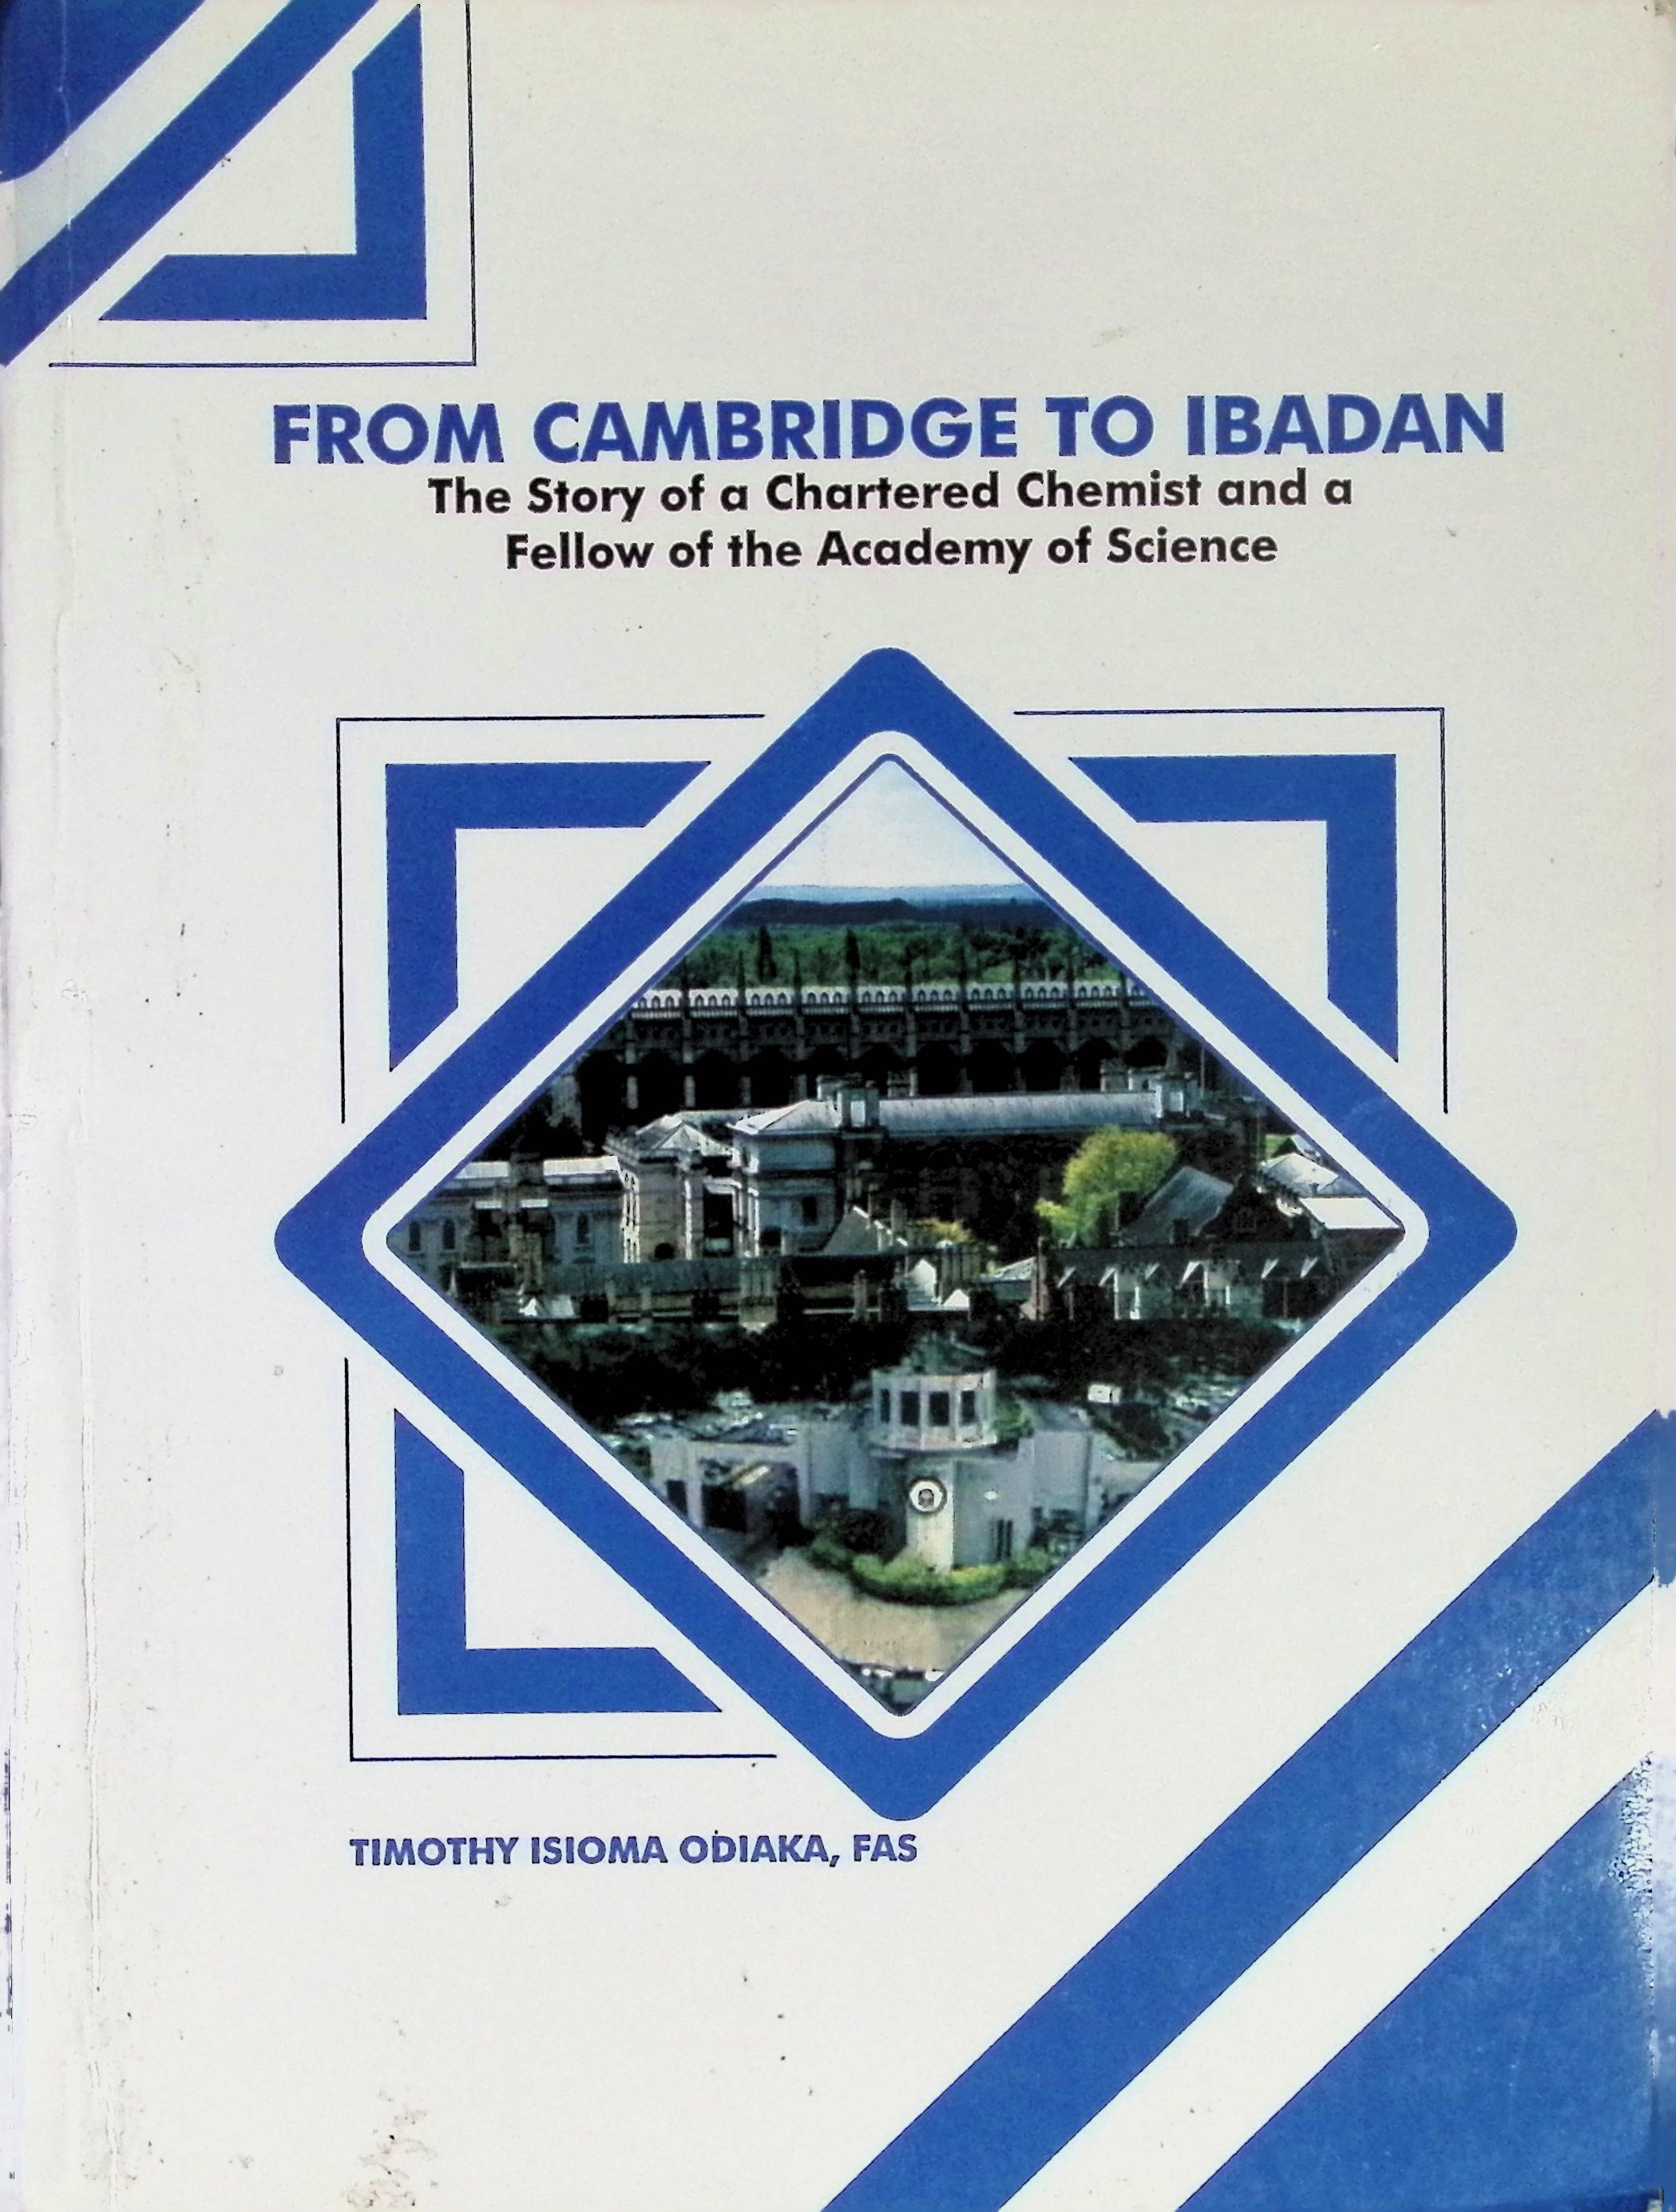 FROM CAMBRIDGE TO IBADAN
The Story of a Chartered Chemist and a
Fellow of the Academy of Science
TIMOTHY ISIOMA ODIAKA, FAS